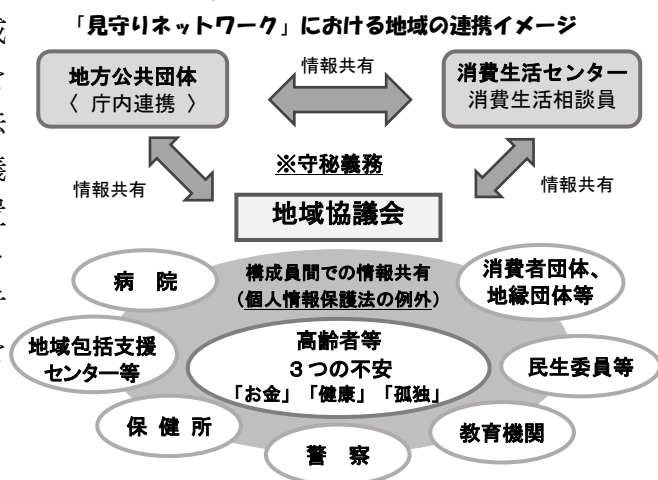 「見守りネットワーク」における地域の連携イメージ
地方公共団体
〈 庁内連携 〉
情報共有
消費生活センター
消費生活相談員
情報共有
※守秘義務
情報共有
地域協議会
構成員間での情報共有
（個人情報保護法の例外）
病 院
消費者団体、
地縁団体等
高齢者等
３つの不安
「お金」「健康」「孤独」
地域包括支援
センター等
民生委員等
保 健 所
教育機関
警 察